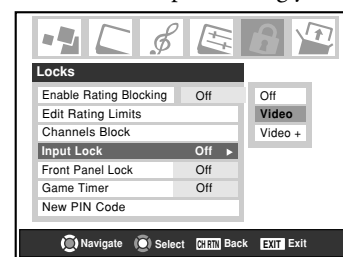 Locks
Enable Rating Blocking Off Off
Edit Rating Limits Video
Channels Block Video +
Input Lock Off ▶
Front Panel Lock Off
Game Timer Off
New PIN Code
Navigate Select CH RTN Back EXIT Exit